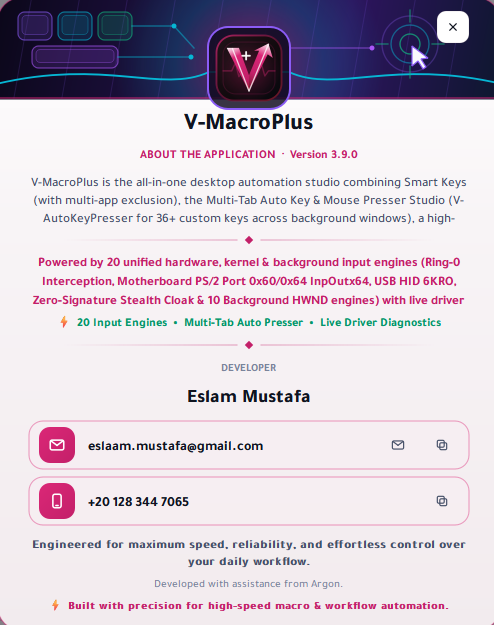 V-MacroPlus
ABOUT THE APPLICATION · Version 3.9.0
V-MacroPlus is the all-in-one desktop automation studio combining Smart Keys
(with multi-app exclusion), the Multi-Tab Auto Key & Mouse Presser Studio (V-
AutoKeyPresser for 36+ custom keys across background windows), a high-
Powered by 20 unified hardware, kernel & background input engines (Ring-0
Interception, Motherboard PS/2 Port 0x60/0x64 InpOutx64, USB HID 6KRO,
Zero-Signature Stealth Cloak & 10 Background HWND engines) with live driver
⚡ 20 Input Engines • Multi-Tab Auto Presser • Live Driver Diagnostics
DEVELOPER
Eslam Mustafa
eslaam.mustafa@gmail.com
+20 128 344 7065
Engineered for maximum speed, reliability, and effortless control over
your daily workflow.
Developed with assistance from Argon.
⚡ Built with precision for high-speed macro & workflow automation.